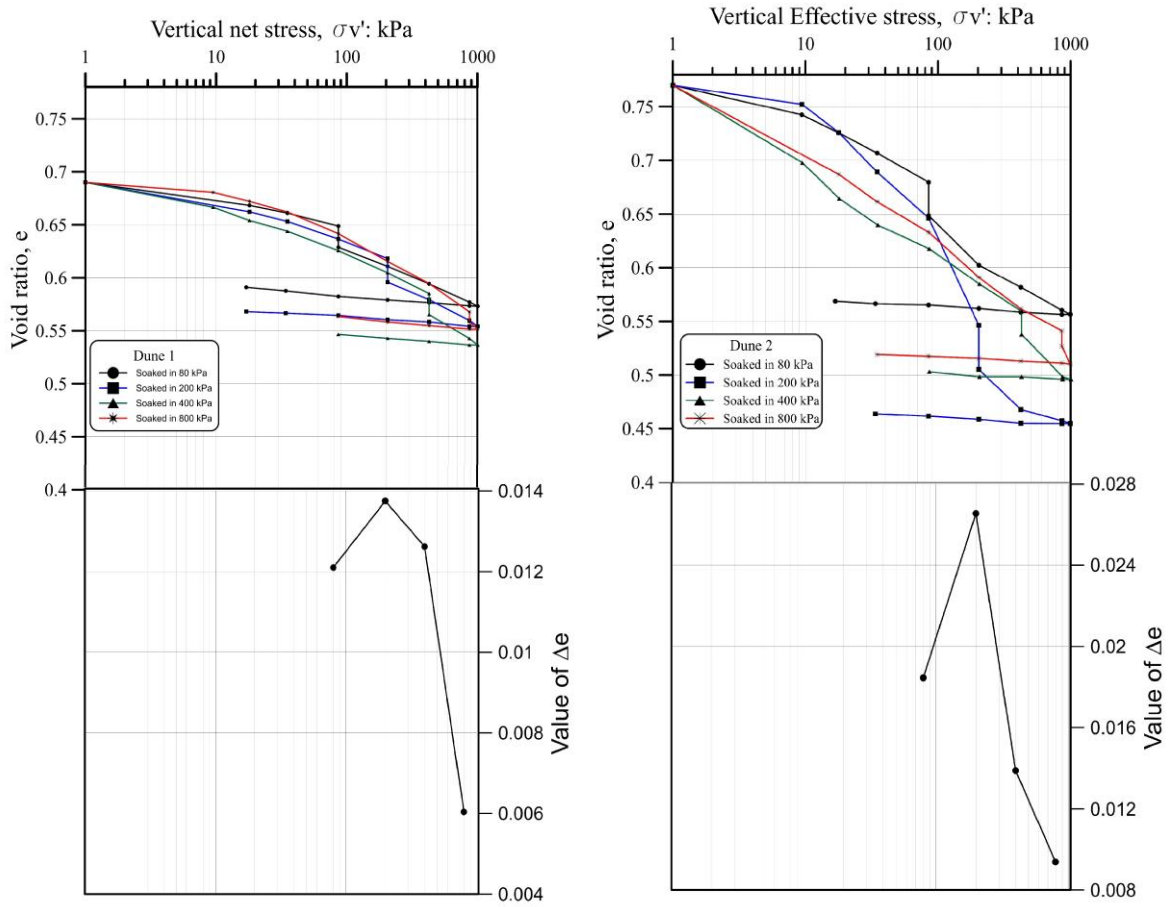 Vertical net stress, σv': kPa
1 10 100 1000
0.75
0.7
0.65
0.6
0.55
0.5
0.45
0.4
Void ratio, e
Dune 1
Soaked in 80 kPa
Soaked in 200 kPa
Soaked in 400 kPa
Soaked in 800 kPa
0.014
0.012
0.01
0.008
0.006
0.004
Value of Δe
Vertical Effective stress, σv': kPa
1 10 100 1000
0.75
0.7
0.65
0.6
0.55
0.5
0.45
0.4
Void ratio, e
Dune 2
Soaked in 80 kPa
Soaked in 200 kPa
Soaked in 400 kPa
Soaked in 800 kPa
0.028
0.024
0.02
0.016
0.012
0.008
Value of Δe